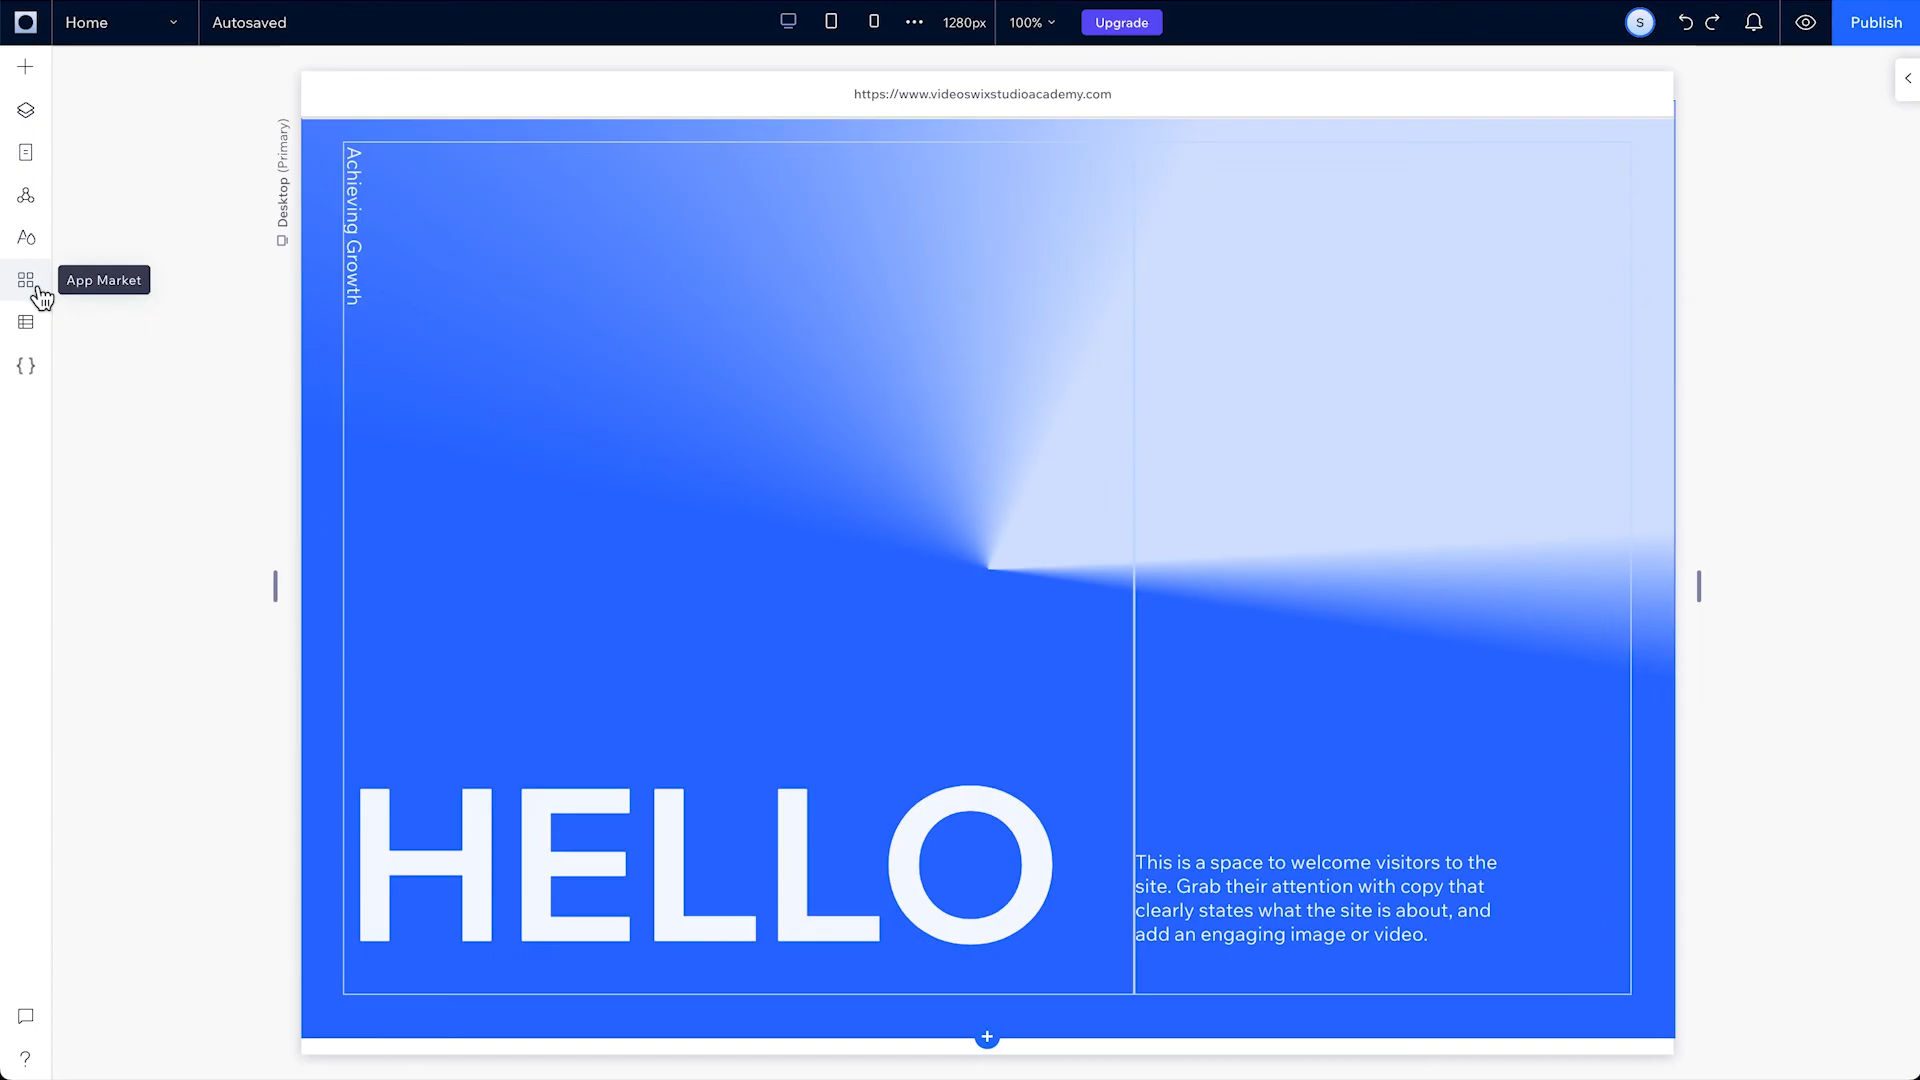 Home
Autosaved
1280px
100%
Upgrade
S
Publish
https://www.videoswixstudioacademy.com
Desktop (Primary)
Achieving Growth
App Market
HELLO
This is a space to welcome visitors to the
site. Grab their attention with copy that
clearly states what the site is about, and
add an engaging image or video.